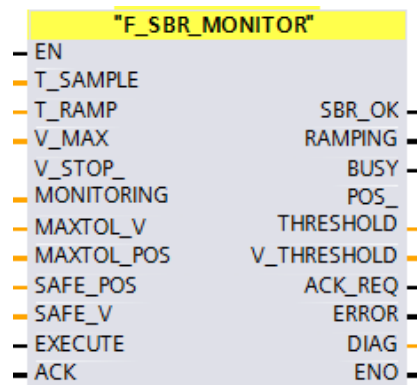 "F_SBR_MONITOR"
EN
T_SAMPLE
T_RAMP SBR_OK
V_MAX RAMPING
V_STOP_ BUSY
MONITORING POS_
MAXTOL_V THRESHOLD
MAXTOL_POS V_THRESHOLD
SAFE_POS ACK_REQ
SAFE_V ERROR
EXECUTE DIAG
ACK ENO